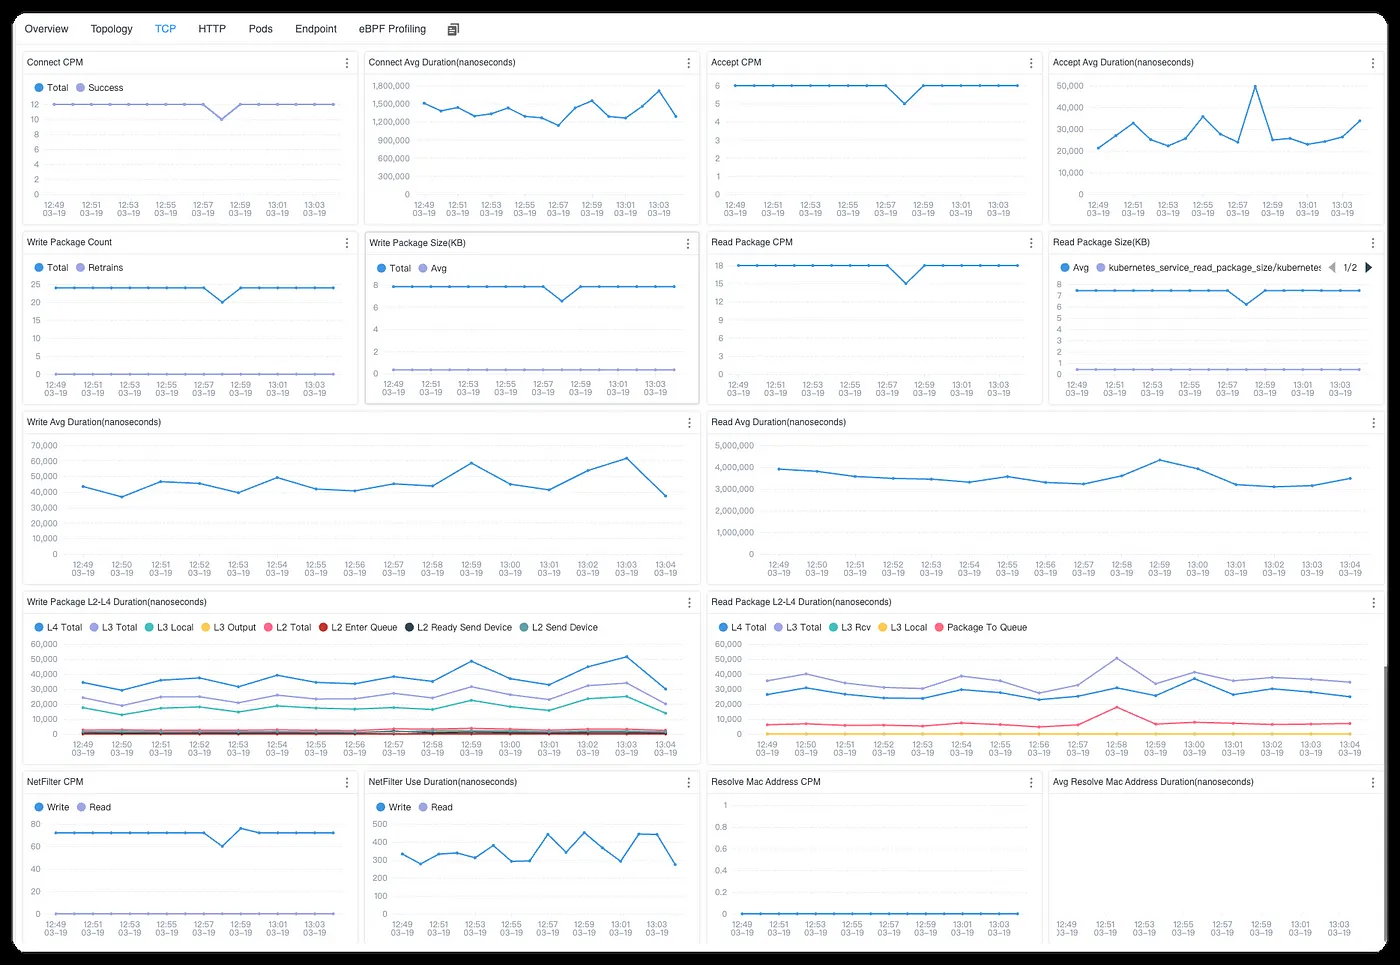 Overview Topology TCP HTTP Pods Endpoint eBPF Profiling
Connect CPM
Total Success
12
10
8
6
4
2
0
12:49 12:51 12:53 12:55 12:57 12:59 13:01 13:03
03–19 03–19 03–19 03–19 03–19 03–19 03–19 03–19
Connect Avg Duration(nanoseconds)
1,800,000
1,500,000
1,200,000
900,000
600,000
300,000
0
12:49 12:51 12:53 12:55 12:57 12:59 13:01 13:03
03–19 03–19 03–19 03–19 03–19 03–19 03–19 03–19
Accept CPM
6
5
4
3
2
1
0
12:49 12:51 12:53 12:55 12:57 12:59 13:01 13:03
03–19 03–19 03–19 03–19 03–19 03–19 03–19 03–19
Accept Avg Duration(nanoseconds)
50,000
40,000
30,000
20,000
10,000
0
12:49 12:51 12:53 12:55 12:57 12:59 13:01 13:03
03–19 03–19 03–19 03–19 03–19 03–19 03–19 03–19
Write Package Count
Total Retrains
25
20
15
10
5
0
12:49 12:51 12:53 12:55 12:57 12:59 13:01 13:03
03–19 03–19 03–19 03–19 03–19 03–19 03–19 03–19
Write Package Size(KB)
Total Avg
8
6
4
2
0
12:49 12:51 12:53 12:55 12:57 12:59 13:01 13:03
03–19 03–19 03–19 03–19 03–19 03–19 03–19 03–19
Read Package CPM
18
15
12
9
6
3
0
12:49 12:51 12:53 12:55 12:57 12:59 13:01 13:03
03–19 03–19 03–19 03–19 03–19 03–19 03–19 03–19
Read Package Size(KB)
Avg kubernetes_service_read_package_size/kubernetes 1/2
8
7
6
5
4
3
2
1
0
12:49 12:51 12:53 12:55 12:57 12:59 13:01 13:03
03–19 03–19 03–19 03–19 03–19 03–19 03–19 03–19
Write Avg Duration(nanoseconds)
70,000
60,000
50,000
40,000
30,000
20,000
10,000
0
12:49 12:50 12:51 12:52 12:53 12:54 12:55 12:56 12:57 12:58 12:59 13:00 13:01 13:02 13:03 13:04
03–19 03–19 03–19 03–19 03–19 03–19 03–19 03–19 03–19 03–19 03–19 03–19 03–19 03–19 03–19 03–19
Read Avg Duration(nanoseconds)
5,000,000
4,000,000
3,000,000
2,000,000
1,000,000
0
12:49 12:50 12:51 12:52 12:53 12:54 12:55 12:56 12:57 12:58 12:59 13:00 13:01 13:02 13:03 13:04
03–19 03–19 03–19 03–19 03–19 03–19 03–19 03–19 03–19 03–19 03–19 03–19 03–19 03–19 03–19 03–19
Write Package L2-L4 Duration(nanoseconds)
L4 Total L3 Total L3 Local L3 Output L2 Total L2 Enter Queue L2 Ready Send Device L2 Send Device
60,000
50,000
40,000
30,000
20,000
10,000
0
12:49 12:50 12:51 12:52 12:53 12:54 12:55 12:56 12:57 12:58 12:59 13:00 13:01 13:02 13:03 13:04
03–19 03–19 03–19 03–19 03–19 03–19 03–19 03–19 03–19 03–19 03–19 03–19 03–19 03–19 03–19 03–19
Read Package L2-L4 Duration(nanoseconds)
L4 Total L3 Total L3 Rcv L3 Local Package To Queue
60,000
50,000
40,000
30,000
20,000
10,000
0
12:49 12:50 12:51 12:52 12:53 12:54 12:55 12:56 12:57 12:58 12:59 13:00 13:01 13:02 13:03 13:04
03–19 03–19 03–19 03–19 03–19 03–19 03–19 03–19 03–19 03–19 03–19 03–19 03–19 03–19 03–19 03–19
NetFilter CPM
Write Read
80
60
40
20
0
12:49 12:51 12:53 12:55 12:57 12:59 13:01 13:03
03–19 03–19 03–19 03–19 03–19 03–19 03–19 03–19
NetFilter Use Duration(nanoseconds)
Write Read
500
400
300
200
100
0
12:49 12:51 12:53 12:55 12:57 12:59 13:01 13:03
03–19 03–19 03–19 03–19 03–19 03–19 03–19 03–19
Resolve Mac Address CPM
1
0.8
0.6
0.4
0.2
0
12:49 12:51 12:53 12:55 12:57 12:59 13:01 13:03
03–19 03–19 03–19 03–19 03–19 03–19 03–19 03–19
Avg Resolve Mac Address Duration(nanoseconds)
12:49 12:51 12:53 12:55 12:57 12:59 13:01 13:03
03–19 03–19 03–19 03–19 03–19 03–19 03–19 03–19